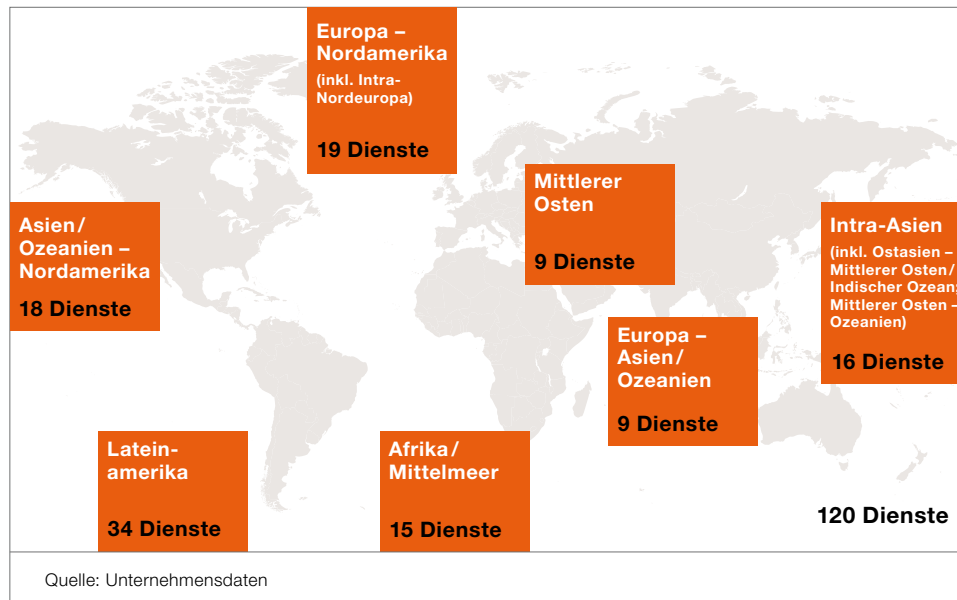 Europa –
Nordamerika
(inkl. Intra-
Nordeuropa)
19 Dienste
Mittlerer
Osten
9 Dienste
Asien/
Ozeanien –
Nordamerika
18 Dienste
Intra-Asien
(inkl. Ostasien –
Mittlerer Osten/
Indischer Ozean;
Mittlerer Osten –
Ozeanien)
16 Dienste
Europa –
Asien/
Ozeanien
9 Dienste
Latein-
amerika
34 Dienste
Afrika/
Mittelmeer
15 Dienste
120 Dienste
Quelle: Unternehmensdaten